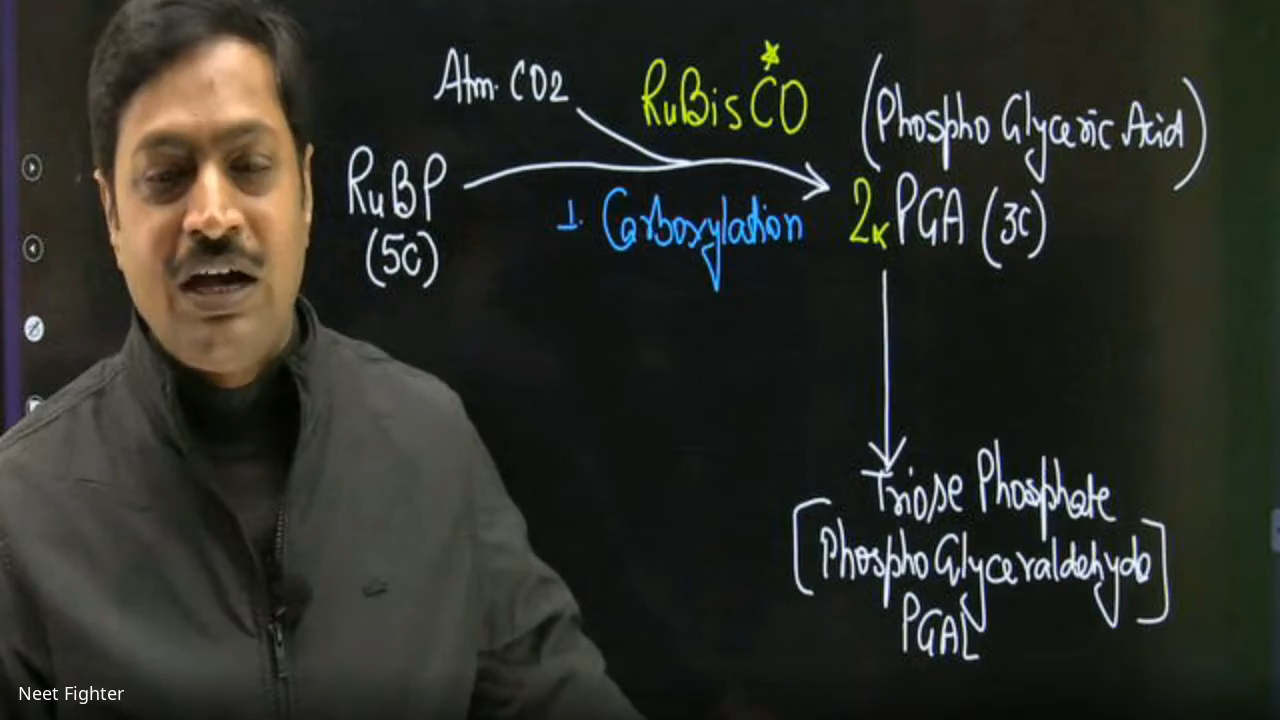 Atm. CO2
RuBisCO
(Phospho Glyceric Acid)
RuBP
(5C)
1. Carboxylation
2x PGA (3C)
Triose Phosphate
[Phospho Glyceraldehyde]
PGAL
Neet Fighter